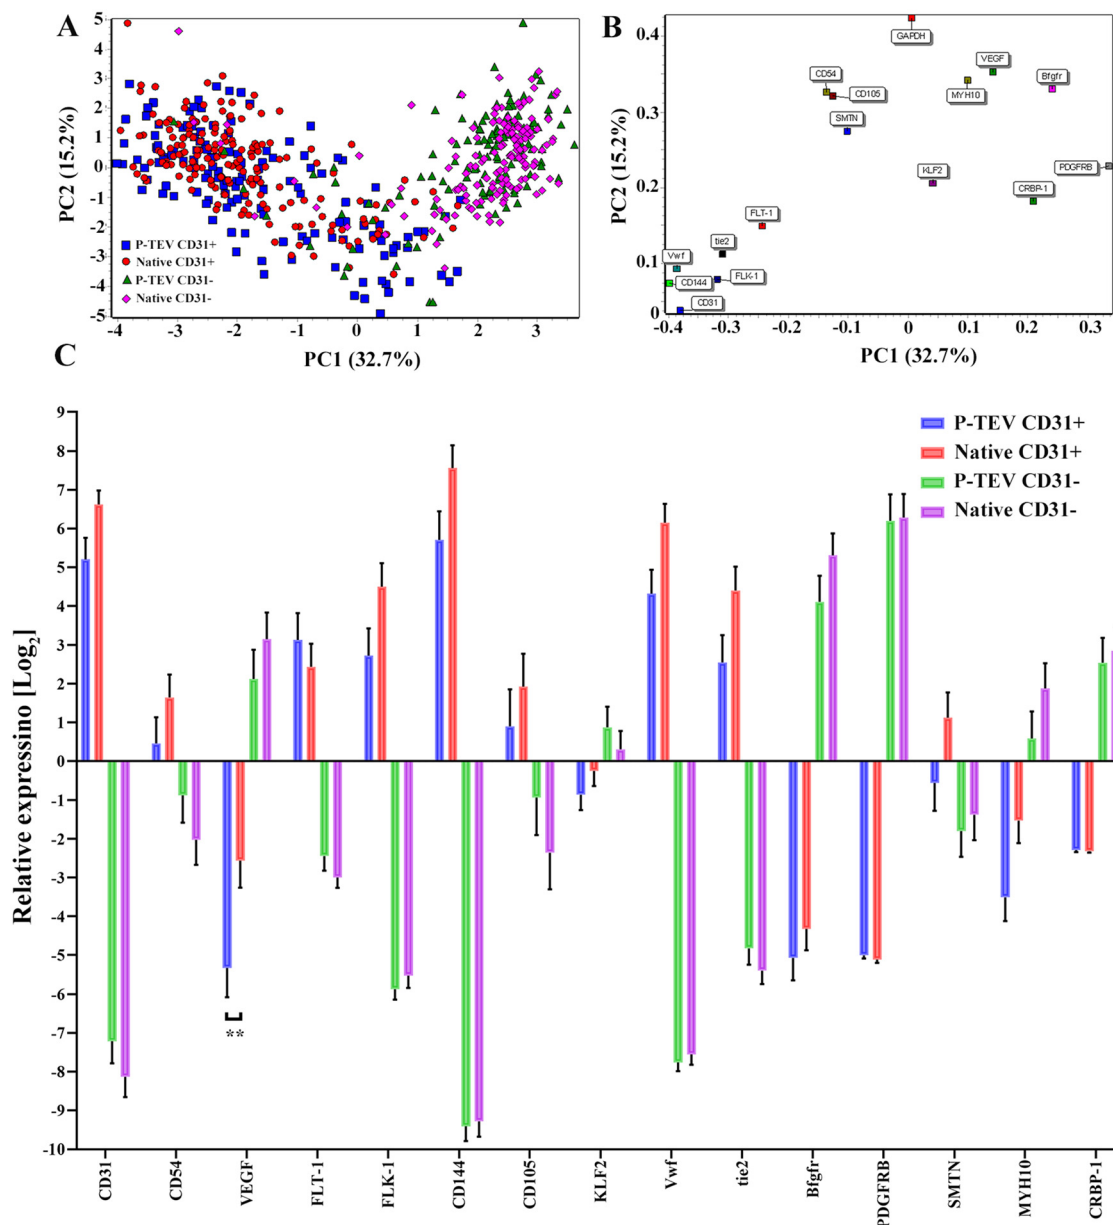 A
PC2 (15.2%)
5
4
3
2
1
0
-1
-2
-3
-4
-5
P-TEV CD31+
Native CD31+
P-TEV CD31-
Native CD31-
-4
-3
-2
-1
0
1
2
3
PC1 (32.7%)
B
PC2 (15.2%)
0.4
0.3
0.2
0.1
0
GAPDH
VEGF
CD54
Bfgfr
CD105
MYH10
SMTN
PDGFRB
KLF2
CRBP-1
FLT-1
tie2
Vwf
FLK-1
CD144
CD31
-0.4
-0.3
-0.2
-0.1
0
0.1
0.2
0.3
PC1 (32.7%)
C
Relative expressino [Log2]
9
8
7
6
5
4
3
2
1
0
-1
-2
-3
-4
-5
-6
-7
-8
-9
-10
P-TEV CD31+
Native CD31+
P-TEV CD31-
Native CD31-
**
CD31
CD54
VEGF
FLT-1
FLK-1
CD144
CD105
KLF2
Vwf
tie2
Bfgfr
PDGFRB
SMTN
MYH10
CRBP-1